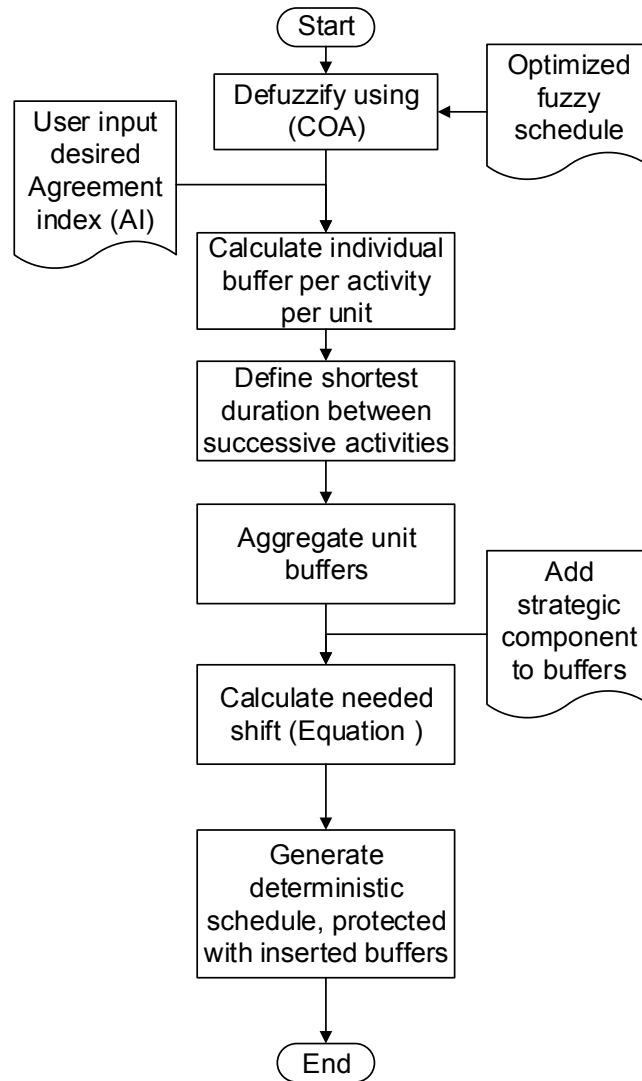 Start
Defuzzify using
(COA)
Optimized
fuzzy
schedule
User input
desired
Agreement
index (AI)
Calculate individual
buffer per activity
per unit
Define shortest
duration between
successive activities
Aggregate unit
buffers
Add
strategic
component
to buffers
Calculate needed
shift (Equation )
Generate
deterministic
schedule, protected
with inserted buffers
End